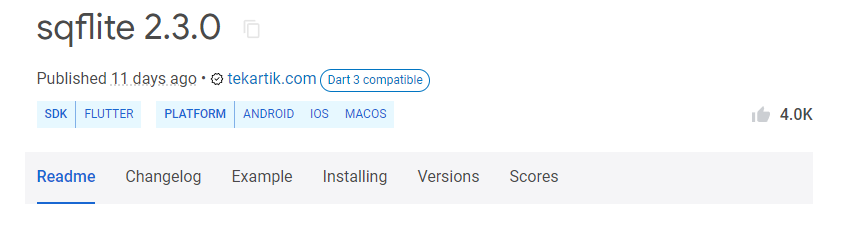 sqflite 2.3.0
Published 11 days ago • tekartik.com Dart 3 compatible
SDK FLUTTER PLATFORM ANDROID IOS MACOS 4.0K
Readme Changelog Example Installing Versions Scores